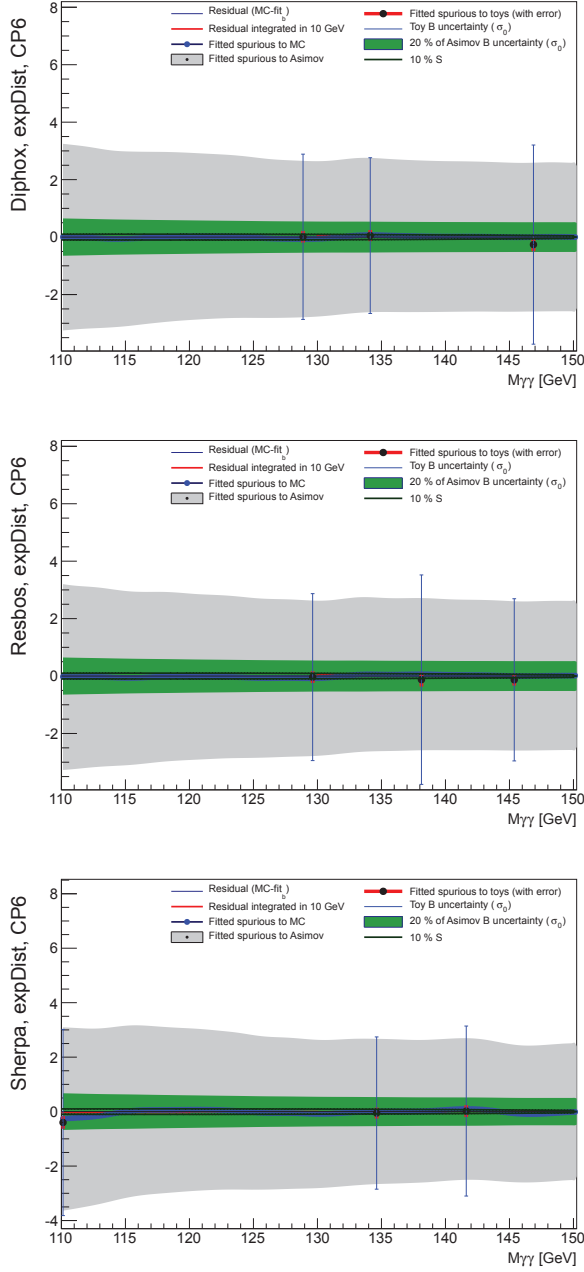 Diphox, expDist, CP6
Residual (MC-fit_b)
Residual integrated in 10 GeV
Fitted spurious to MC
Fitted spurious to Asimov
Fitted spurious to toys (with error)
Toy B uncertainty (σ₀)
20 % of Asimov B uncertainty (σ₀)
10 % S
8
6
4
2
0
-2
110 115 120 125 130 135 140 145 150
Mγγ [GeV]
Resbos, expDist, CP6
Residual (MC-fit_b)
Residual integrated in 10 GeV
Fitted spurious to MC
Fitted spurious to Asimov
Fitted spurious to toys (with error)
Toy B uncertainty (σ₀)
20 % of Asimov B uncertainty (σ₀)
10 % S
8
6
4
2
0
-2
110 115 120 125 130 135 140 145 150
Mγγ [GeV]
Sherpa, expDist, CP6
Residual (MC-fit_b)
Residual integrated in 10 GeV
Fitted spurious to MC
Fitted spurious to Asimov
Fitted spurious to toys (with error)
Toy B uncertainty (σ₀)
20 % of Asimov B uncertainty (σ₀)
10 % S
8
6
4
2
0
-2
-4
110 115 120 125 130 135 140 145 150
Mγγ [GeV]